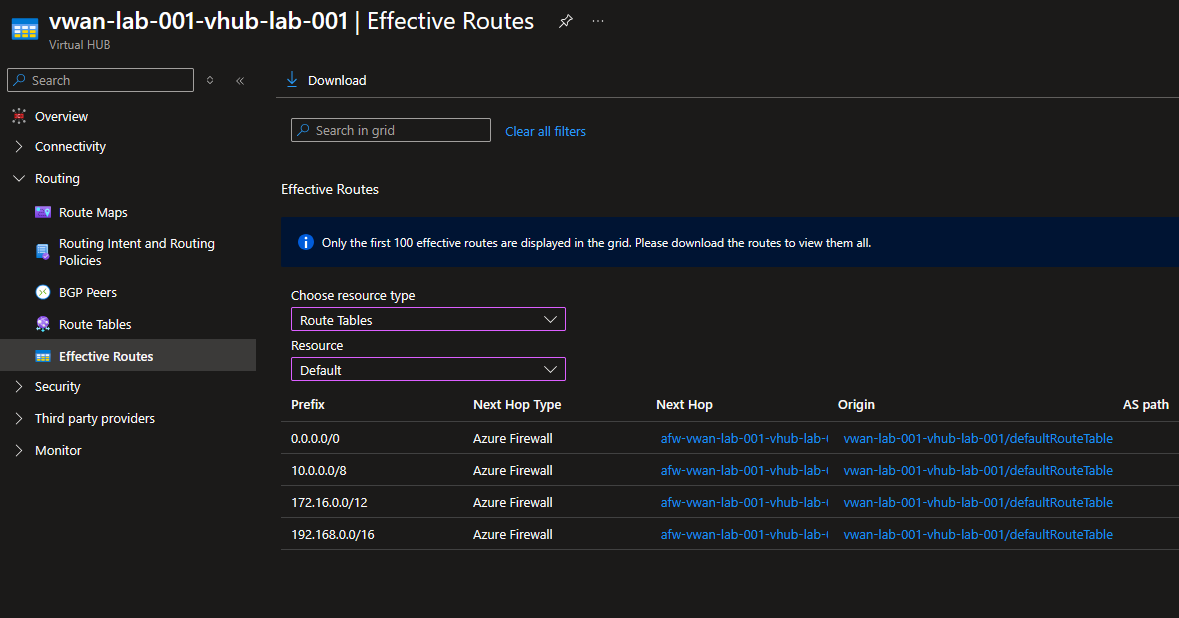 vwan-lab-001-vhub-lab-001 | Effective Routes
Virtual HUB
Search
Download
Overview
Search in grid
Clear all filters
Connectivity
Routing
Effective Routes
Route Maps
Routing Intent and Routing
Policies
Only the first 100 effective routes are displayed in the grid. Please download the routes to view them all.
BGP Peers
Choose resource type
Route Tables
Route Tables
Resource
Effective Routes
Default
Security
Prefix Next Hop Type Next Hop Origin AS path
Third party providers
0.0.0.0/0 Azure Firewall afw-vwan-lab-001-vhub-lab- vwan-lab-001-vhub-lab-001/defaultRouteTable
Monitor
10.0.0.0/8 Azure Firewall afw-vwan-lab-001-vhub-lab- vwan-lab-001-vhub-lab-001/defaultRouteTable
172.16.0.0/12 Azure Firewall afw-vwan-lab-001-vhub-lab- vwan-lab-001-vhub-lab-001/defaultRouteTable
192.168.0.0/16 Azure Firewall afw-vwan-lab-001-vhub-lab- vwan-lab-001-vhub-lab-001/defaultRouteTable